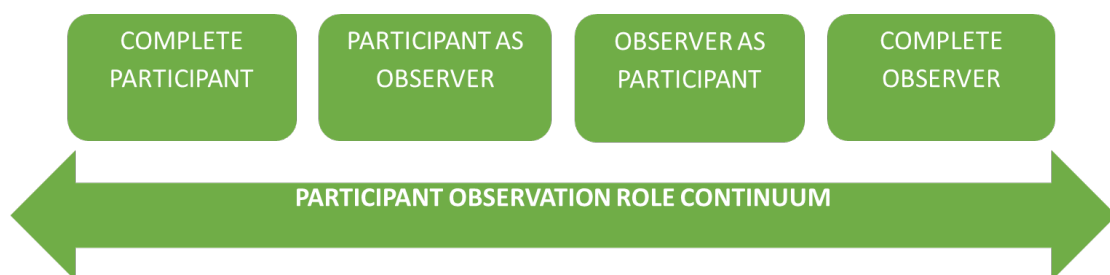 COMPLETE
PARTICIPANT
PARTICIPANT AS
OBSERVER
OBSERVER AS
PARTICIPANT
COMPLETE
OBSERVER
PARTICIPANT OBSERVATION ROLE CONTINUUM